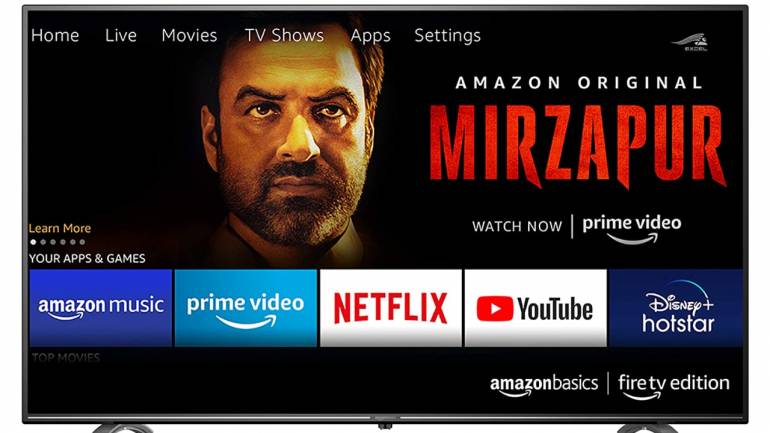 Home Live Movies TV Shows Apps Settings
EXCEL
AMAZON ORIGINAL
MIRZAPUR
WATCH NOW | prime video
Learn More
YOUR APPS & GAMES
amazon music
prime video
NETFLIX
YouTube
Disney+ hotstar
TOP MOVIES
amazonbasics | fire tv edition